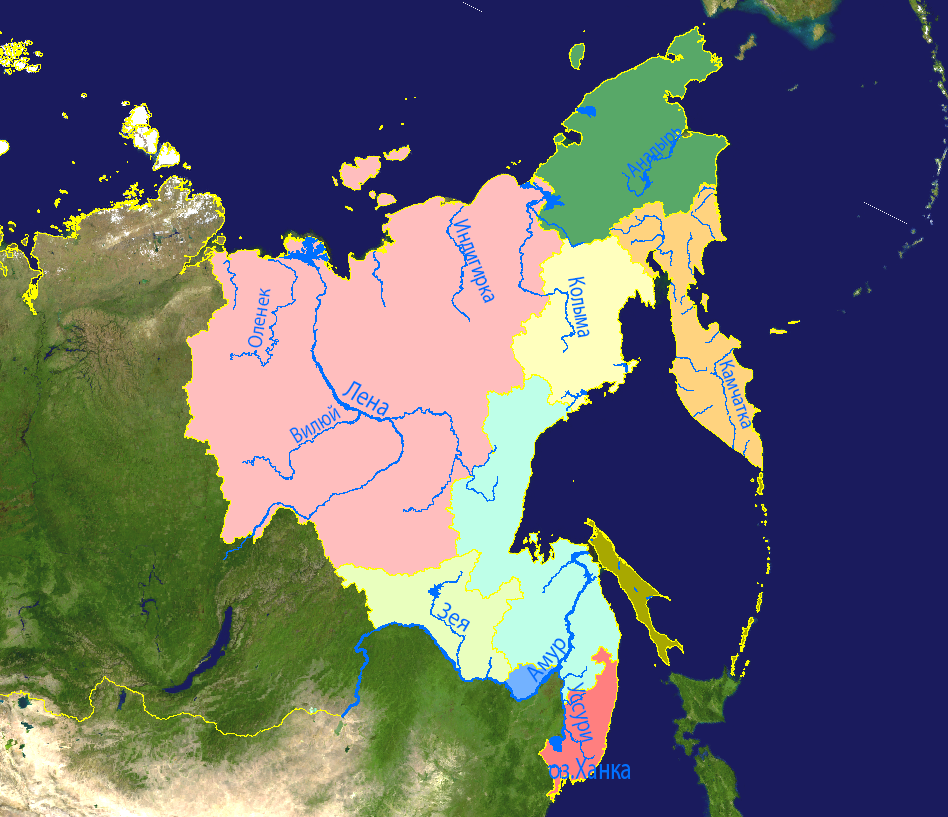 Анадырь
Индигирка
Колыма
Оленек
Лена
Камчатка
Вилюй
Зея
Амур
Уссури
оз.Ханка